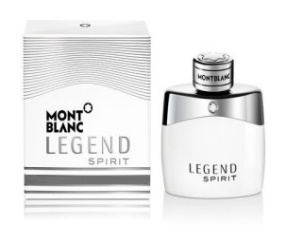 MONT
BLANC
LEGEND
SPIRIT
MONTBLANC
LEGEND
SPIRIT